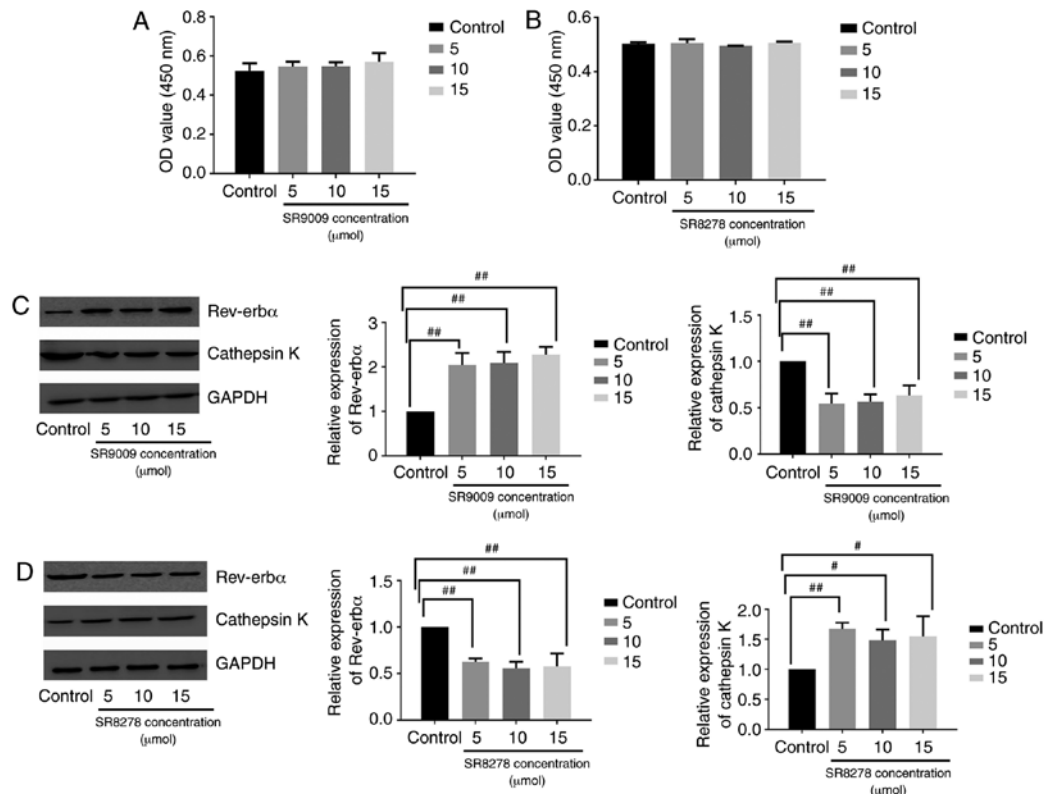 A
OD value (450 nm)
0.8
0.6
0.4
0.2
0.0
Control
5
10
15
SR9009 concentration
(μmol)
Control
5
10
15
B
OD value (450 nm)
0.6
0.4
0.2
0.0
Control
5
10
15
SR8278 concentration
(μmol)
Control
5
10
15
C
Rev-erbα
Cathepsin K
GAPDH
Control 5 10 15
SR9009 concentration
(μmol)
Relative expression
of Rev-erbα
3
2
1
0
##
##
##
Control
5
10
15
SR9009 concentration
(μmol)
Control
5
10
15
Relative expression
of cathepsin K
1.5
1.0
0.5
0.0
##
##
##
Control
5
10
15
SR9009 concentration
(μmol)
Control
5
10
15
D
Rev-erbα
Cathepsin K
GAPDH
Control 5 10 15
SR8278 concentration
(μmol)
Relative expression
of Rev-erbα
1.5
1.0
0.5
0.0
##
##
##
Control
5
10
15
SR8278 concentration
(μmol)
Control
5
10
15
Relative expression
of cathepsin K
2.0
1.5
1.0
0.5
0.0
#
#
##
Control
5
10
15
SR8278 concentration
(μmol)
Control
5
10
15